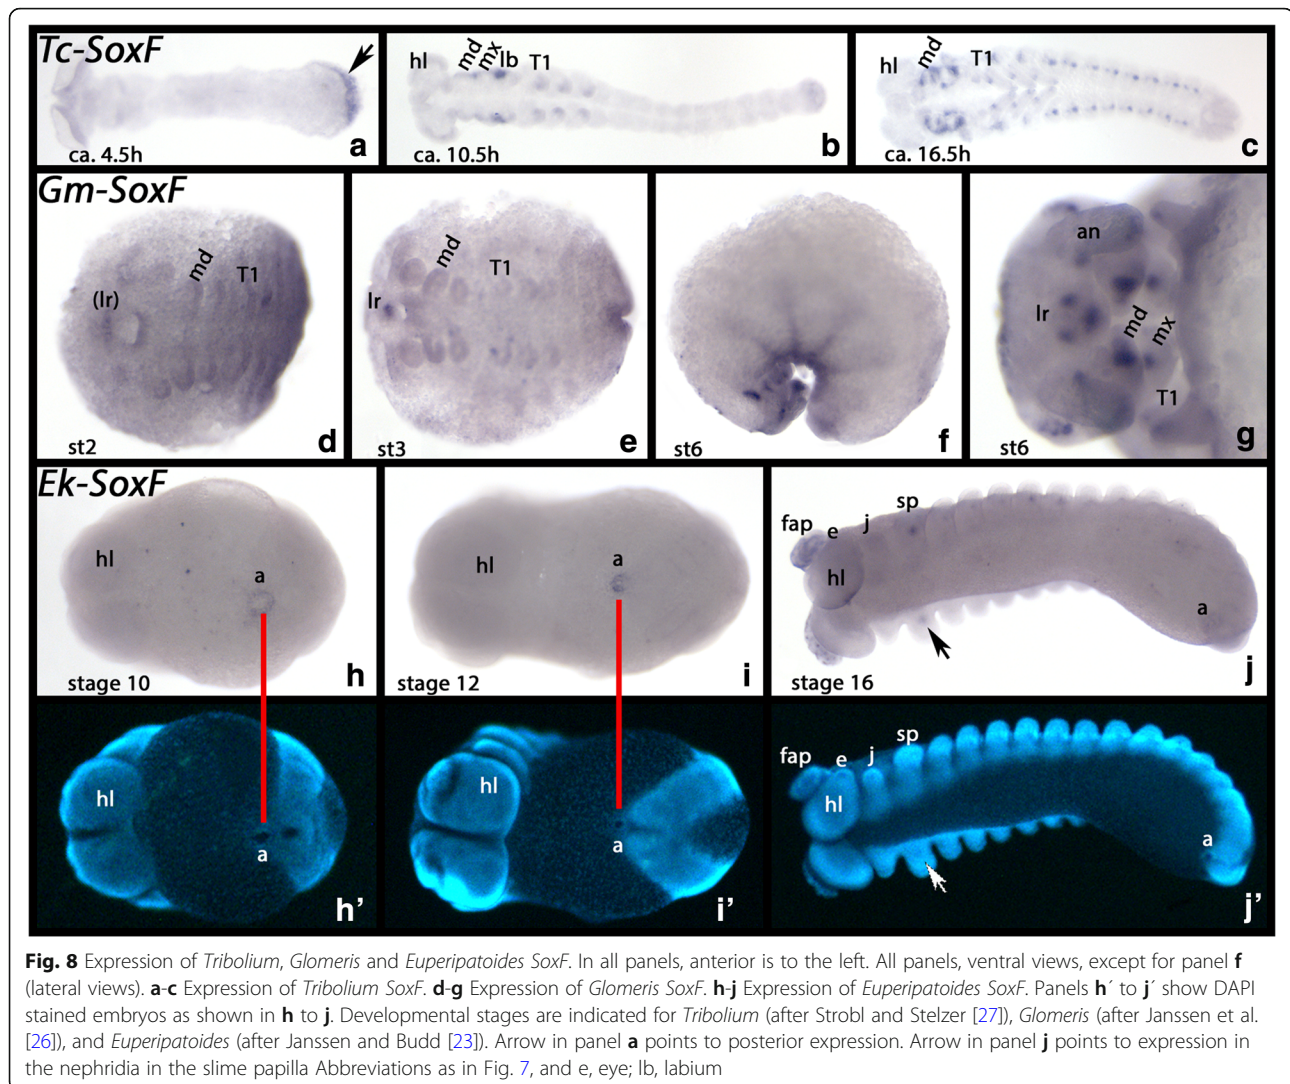 Tc-SoxF
hl
md
mx
lb
T1
hl
md
T1
ca. 4.5h
a
ca. 10.5h
b
ca. 16.5h
c
Gm-SoxF
(lr)
md
T1
st2
d
lr
md
T1
st3
e
st6
f
an
lr
md
mx
T1
st6
g
Ek-SoxF
hl
a
stage 10
h
hl
a
stage 12
i
fap
e
j
sp
hl
a
stage 16
j
hl
a
h’
hl
a
i’
fap
e
j
sp
hl
a
j’
Fig. 8 Expression of Tribolium, Glomeris and Euperipatoides SoxF. In all panels, anterior is to the left. All panels, ventral views, except for panel f
(lateral views). a-c Expression of Tribolium SoxF. d-g Expression of Glomeris SoxF. h-j Expression of Euperipatoides SoxF. Panels h´ to j´ show DAPI
stained embryos as shown in h to j. Developmental stages are indicated for Tribolium (after Strobl and Stelzer [27]), Glomeris (after Janssen et al.
[26]), and Euperipatoides (after Janssen and Budd [23]). Arrow in panel a points to posterior expression. Arrow in panel j points to expression in
the nephridia in the slime papilla Abbreviations as in Fig. 7, and e, eye; lb, labium